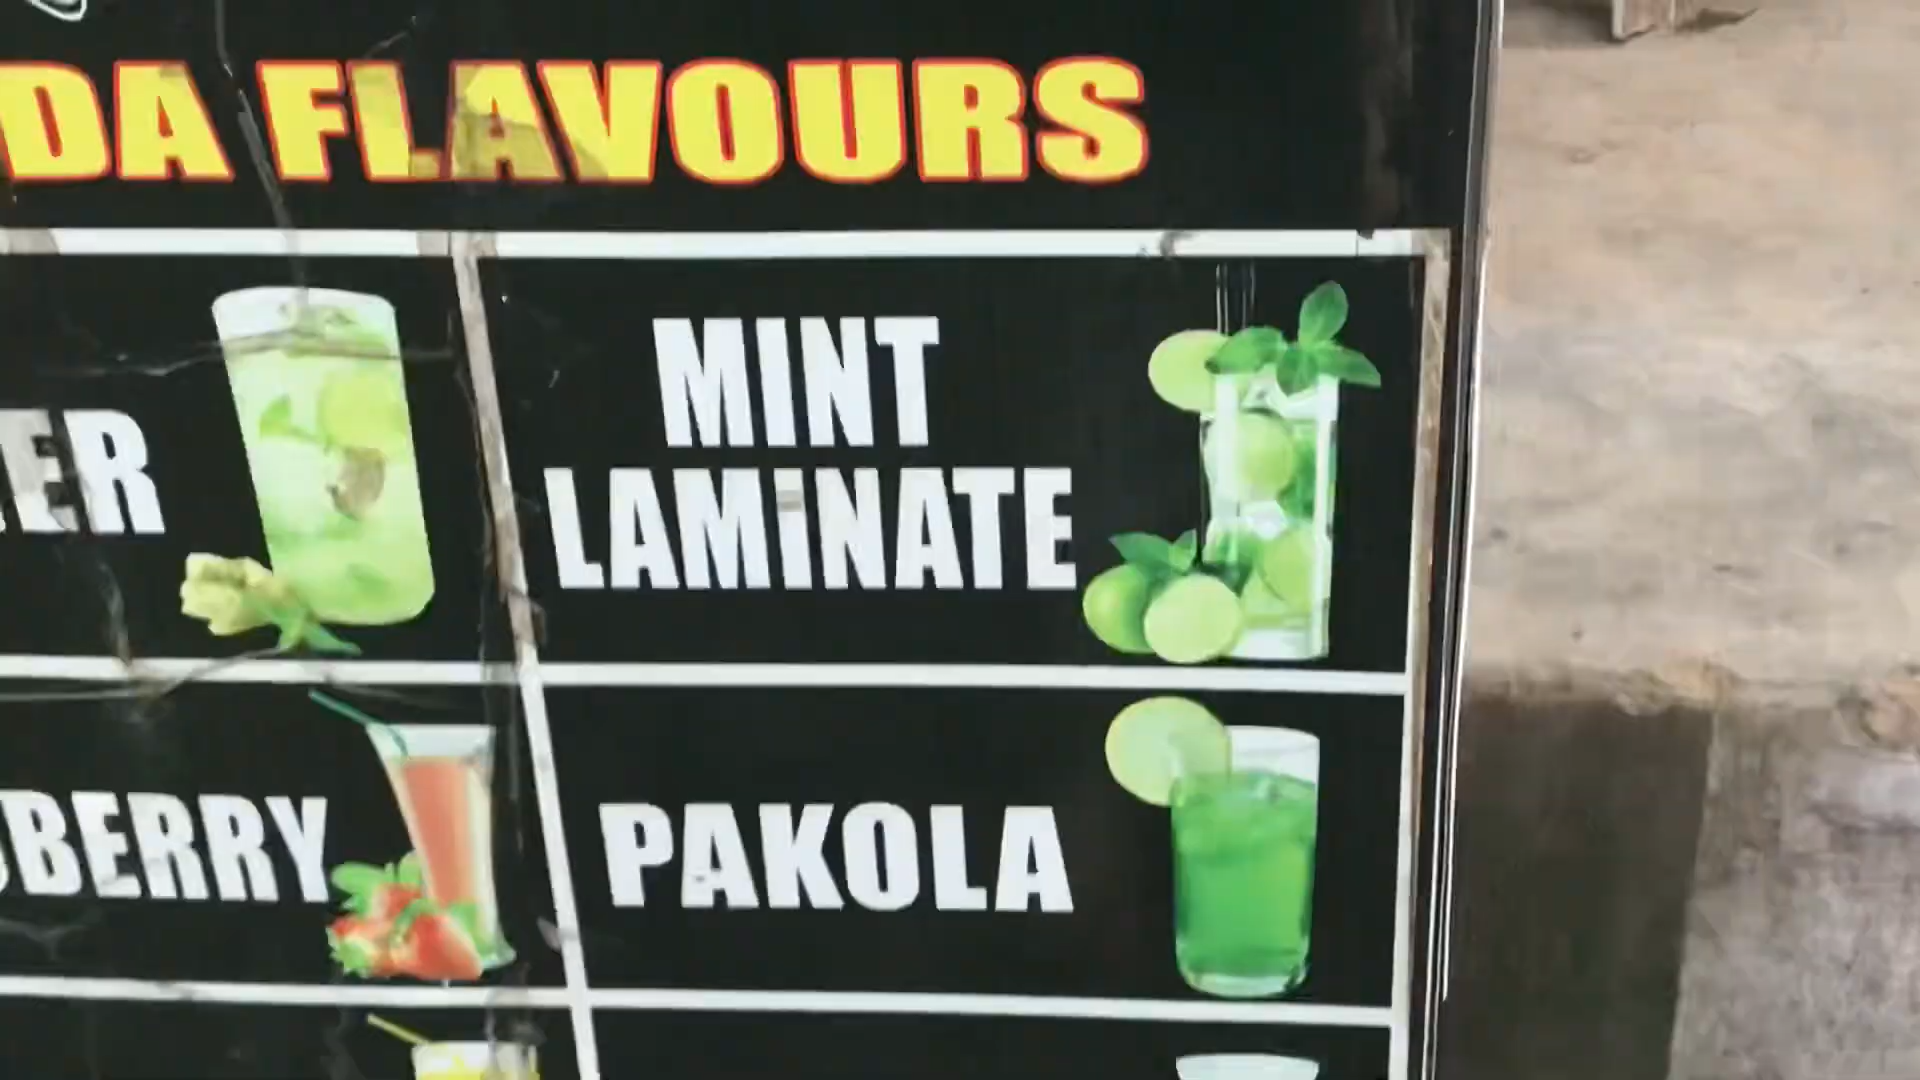 DA FLAVOURS
ER
MINT
LAMiNATE
BERRY
PAKOLA